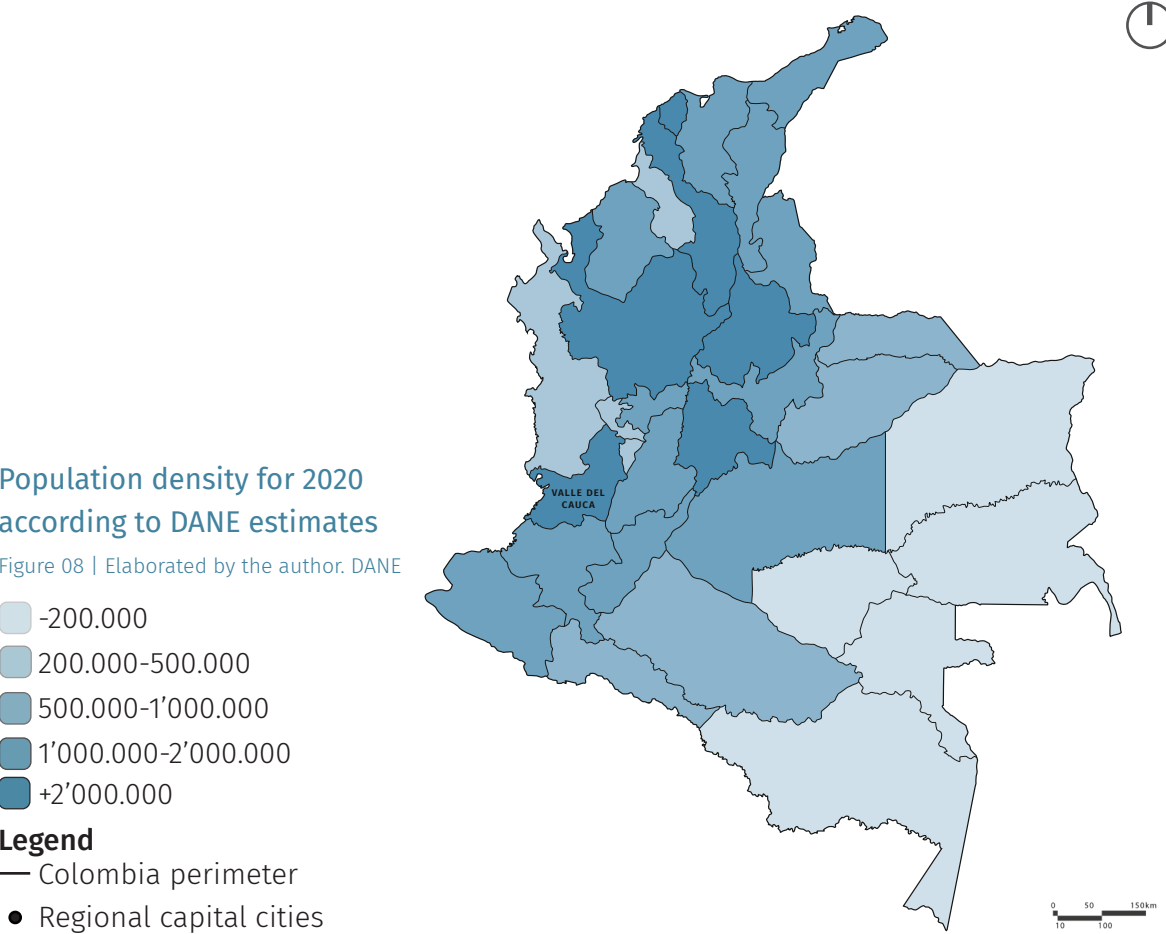 VALLE DEL
CAUCA
Population density for 2020
according to DANE estimates
Figure 08 | Elaborated by the author. DANE
-200.000
200.000-500.000
500.000-1’000.000
1’000.000-2’000.000
+2’000.000
Legend
Colombia perimeter
Regional capital cities
0 50 150km
10 100